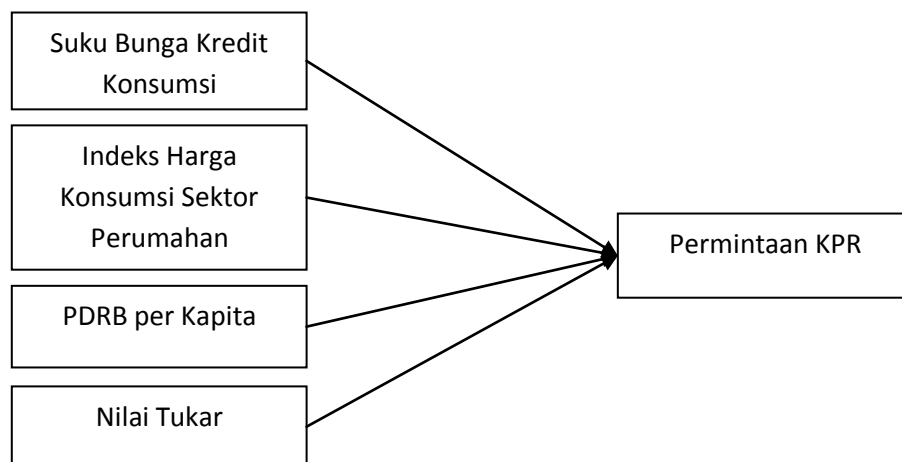 Suku Bunga Kredit
Konsumsi
Indeks Harga
Konsumsi Sektor
Perumahan
PDRB per Kapita
Nilai Tukar
Permintaan KPR